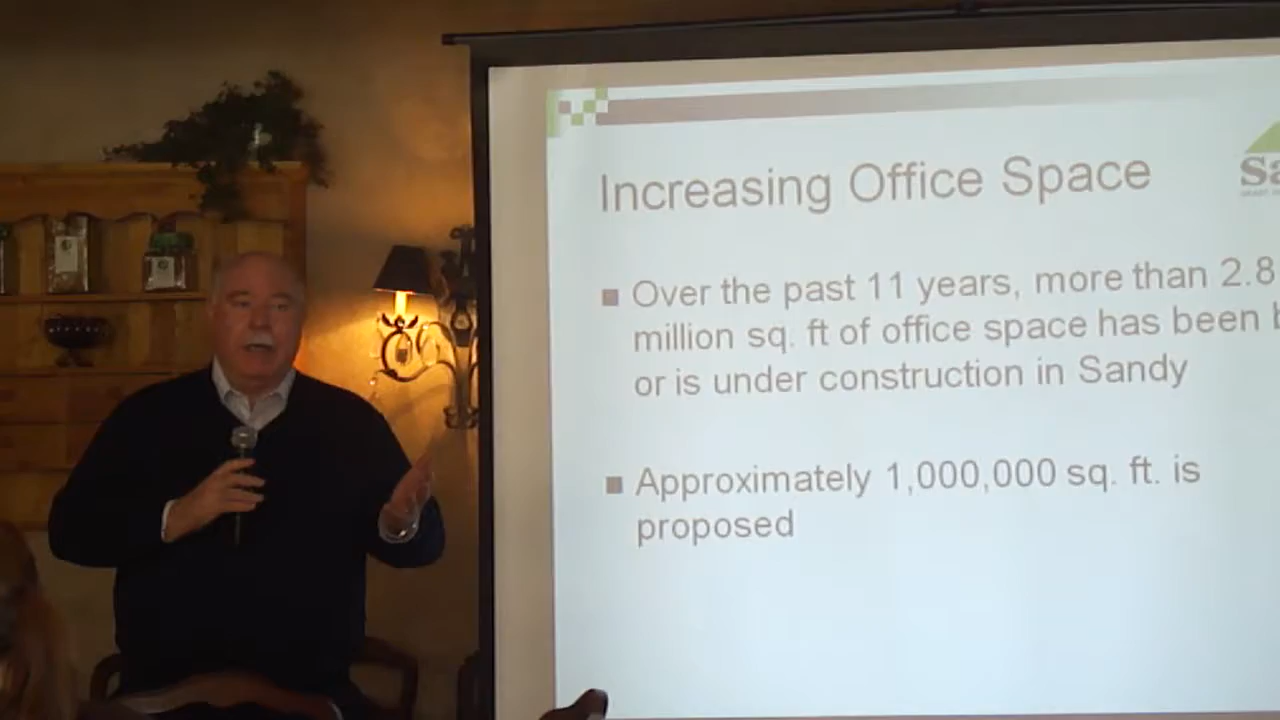 Increasing Office Space
Sa
Over the past 11 years, more than 2.8
million sq. ft of office space has been
or is under construction in Sandy
Approximately 1,000,000 sq. ft. is
proposed